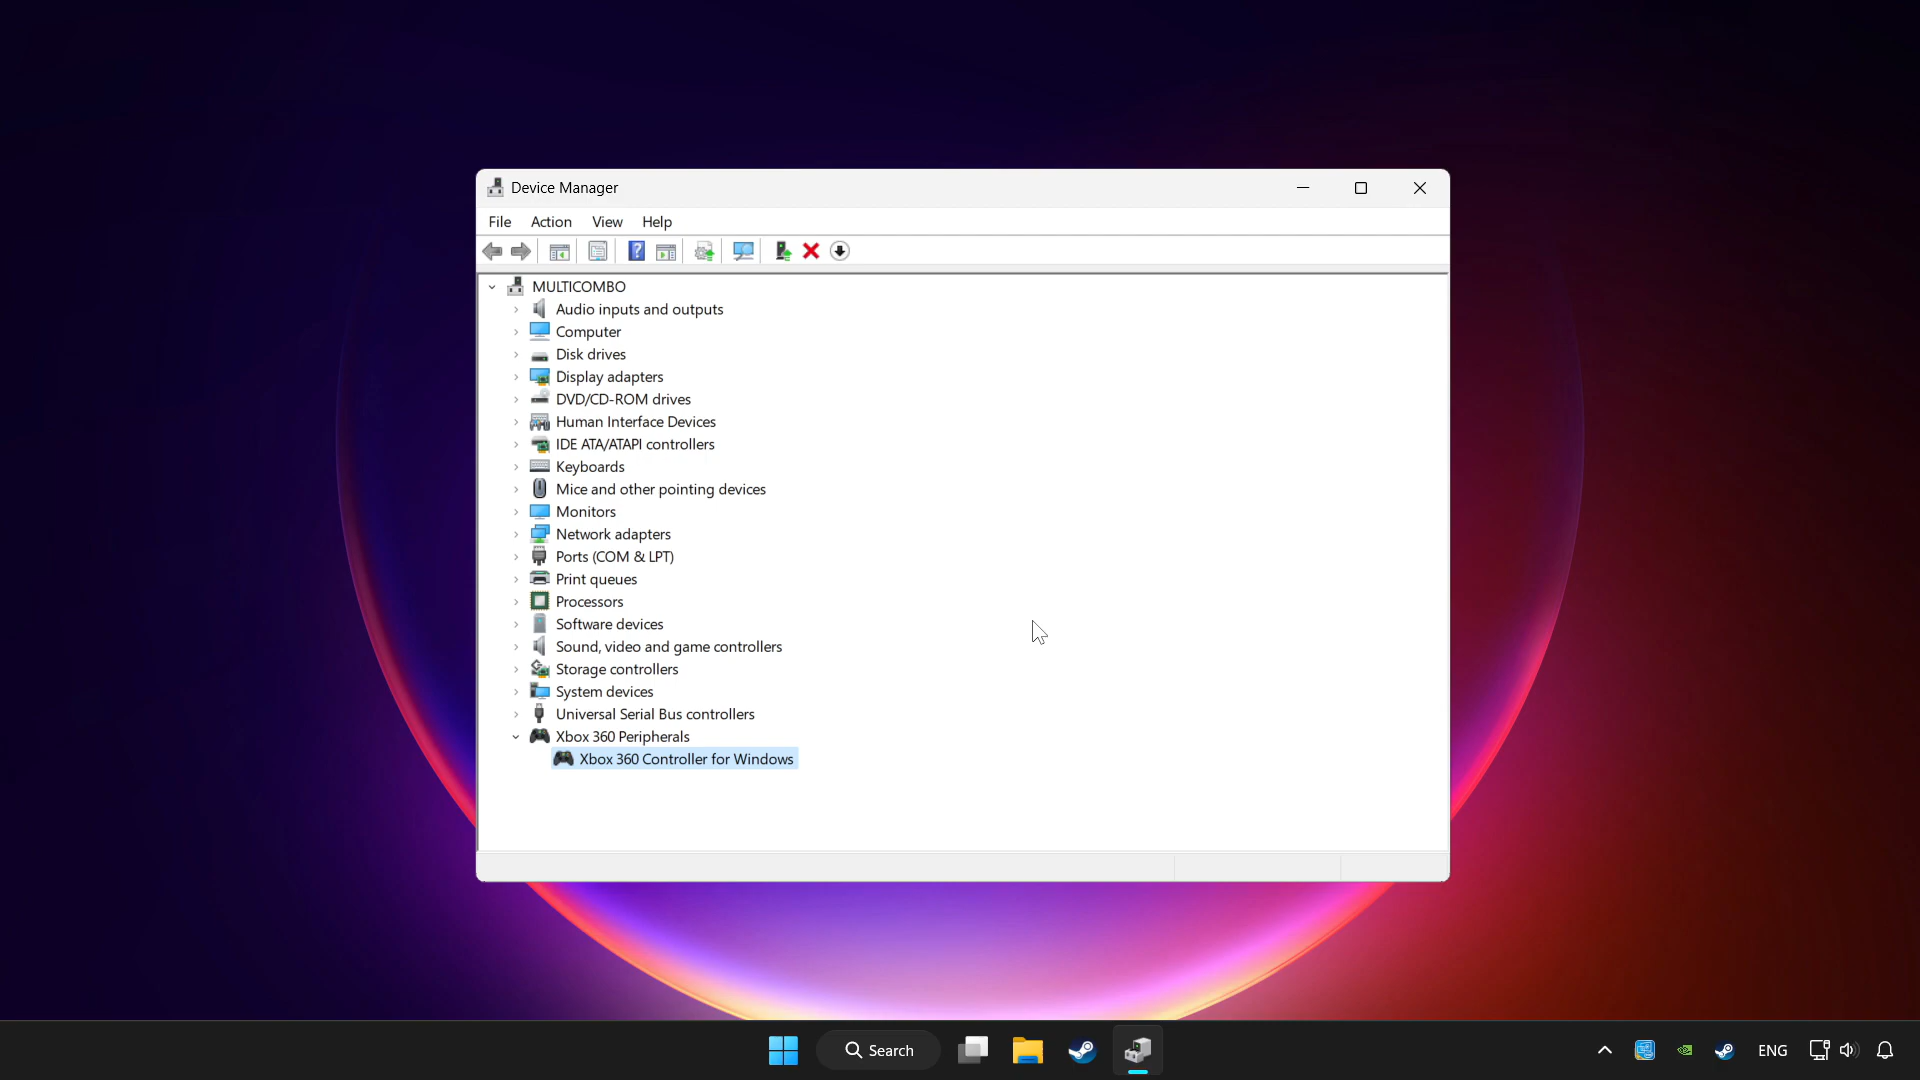 Device Manager
File Action View Help
MULTICOMBO
Audio inputs and outputs
Computer
Disk drives
Display adapters
DVD/CD-ROM drives
Human Interface Devices
IDE ATA/ATAPI controllers
Keyboards
Mice and other pointing devices
Monitors
Network adapters
Ports (COM & LPT)
Print queues
Processors
Software devices
Sound, video and game controllers
Storage controllers
System devices
Universal Serial Bus controllers
Xbox 360 Peripherals
Xbox 360 Controller for Windows
Search
ENG